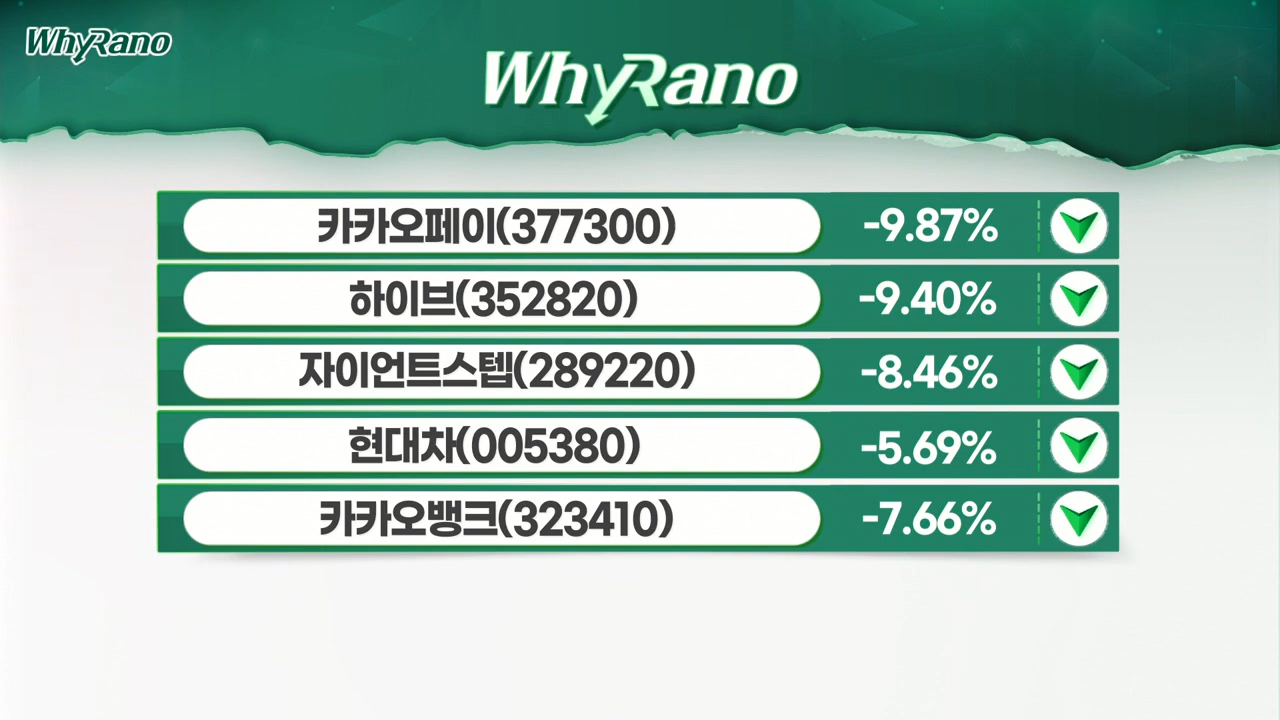 WhyRano
WhyRano
카카오페이(377300) -9.87%
하이브(352820) -9.40%
자이언트스텝(289220) -8.46%
현대차(005380) -5.69%
카카오뱅크(323410) -7.66%